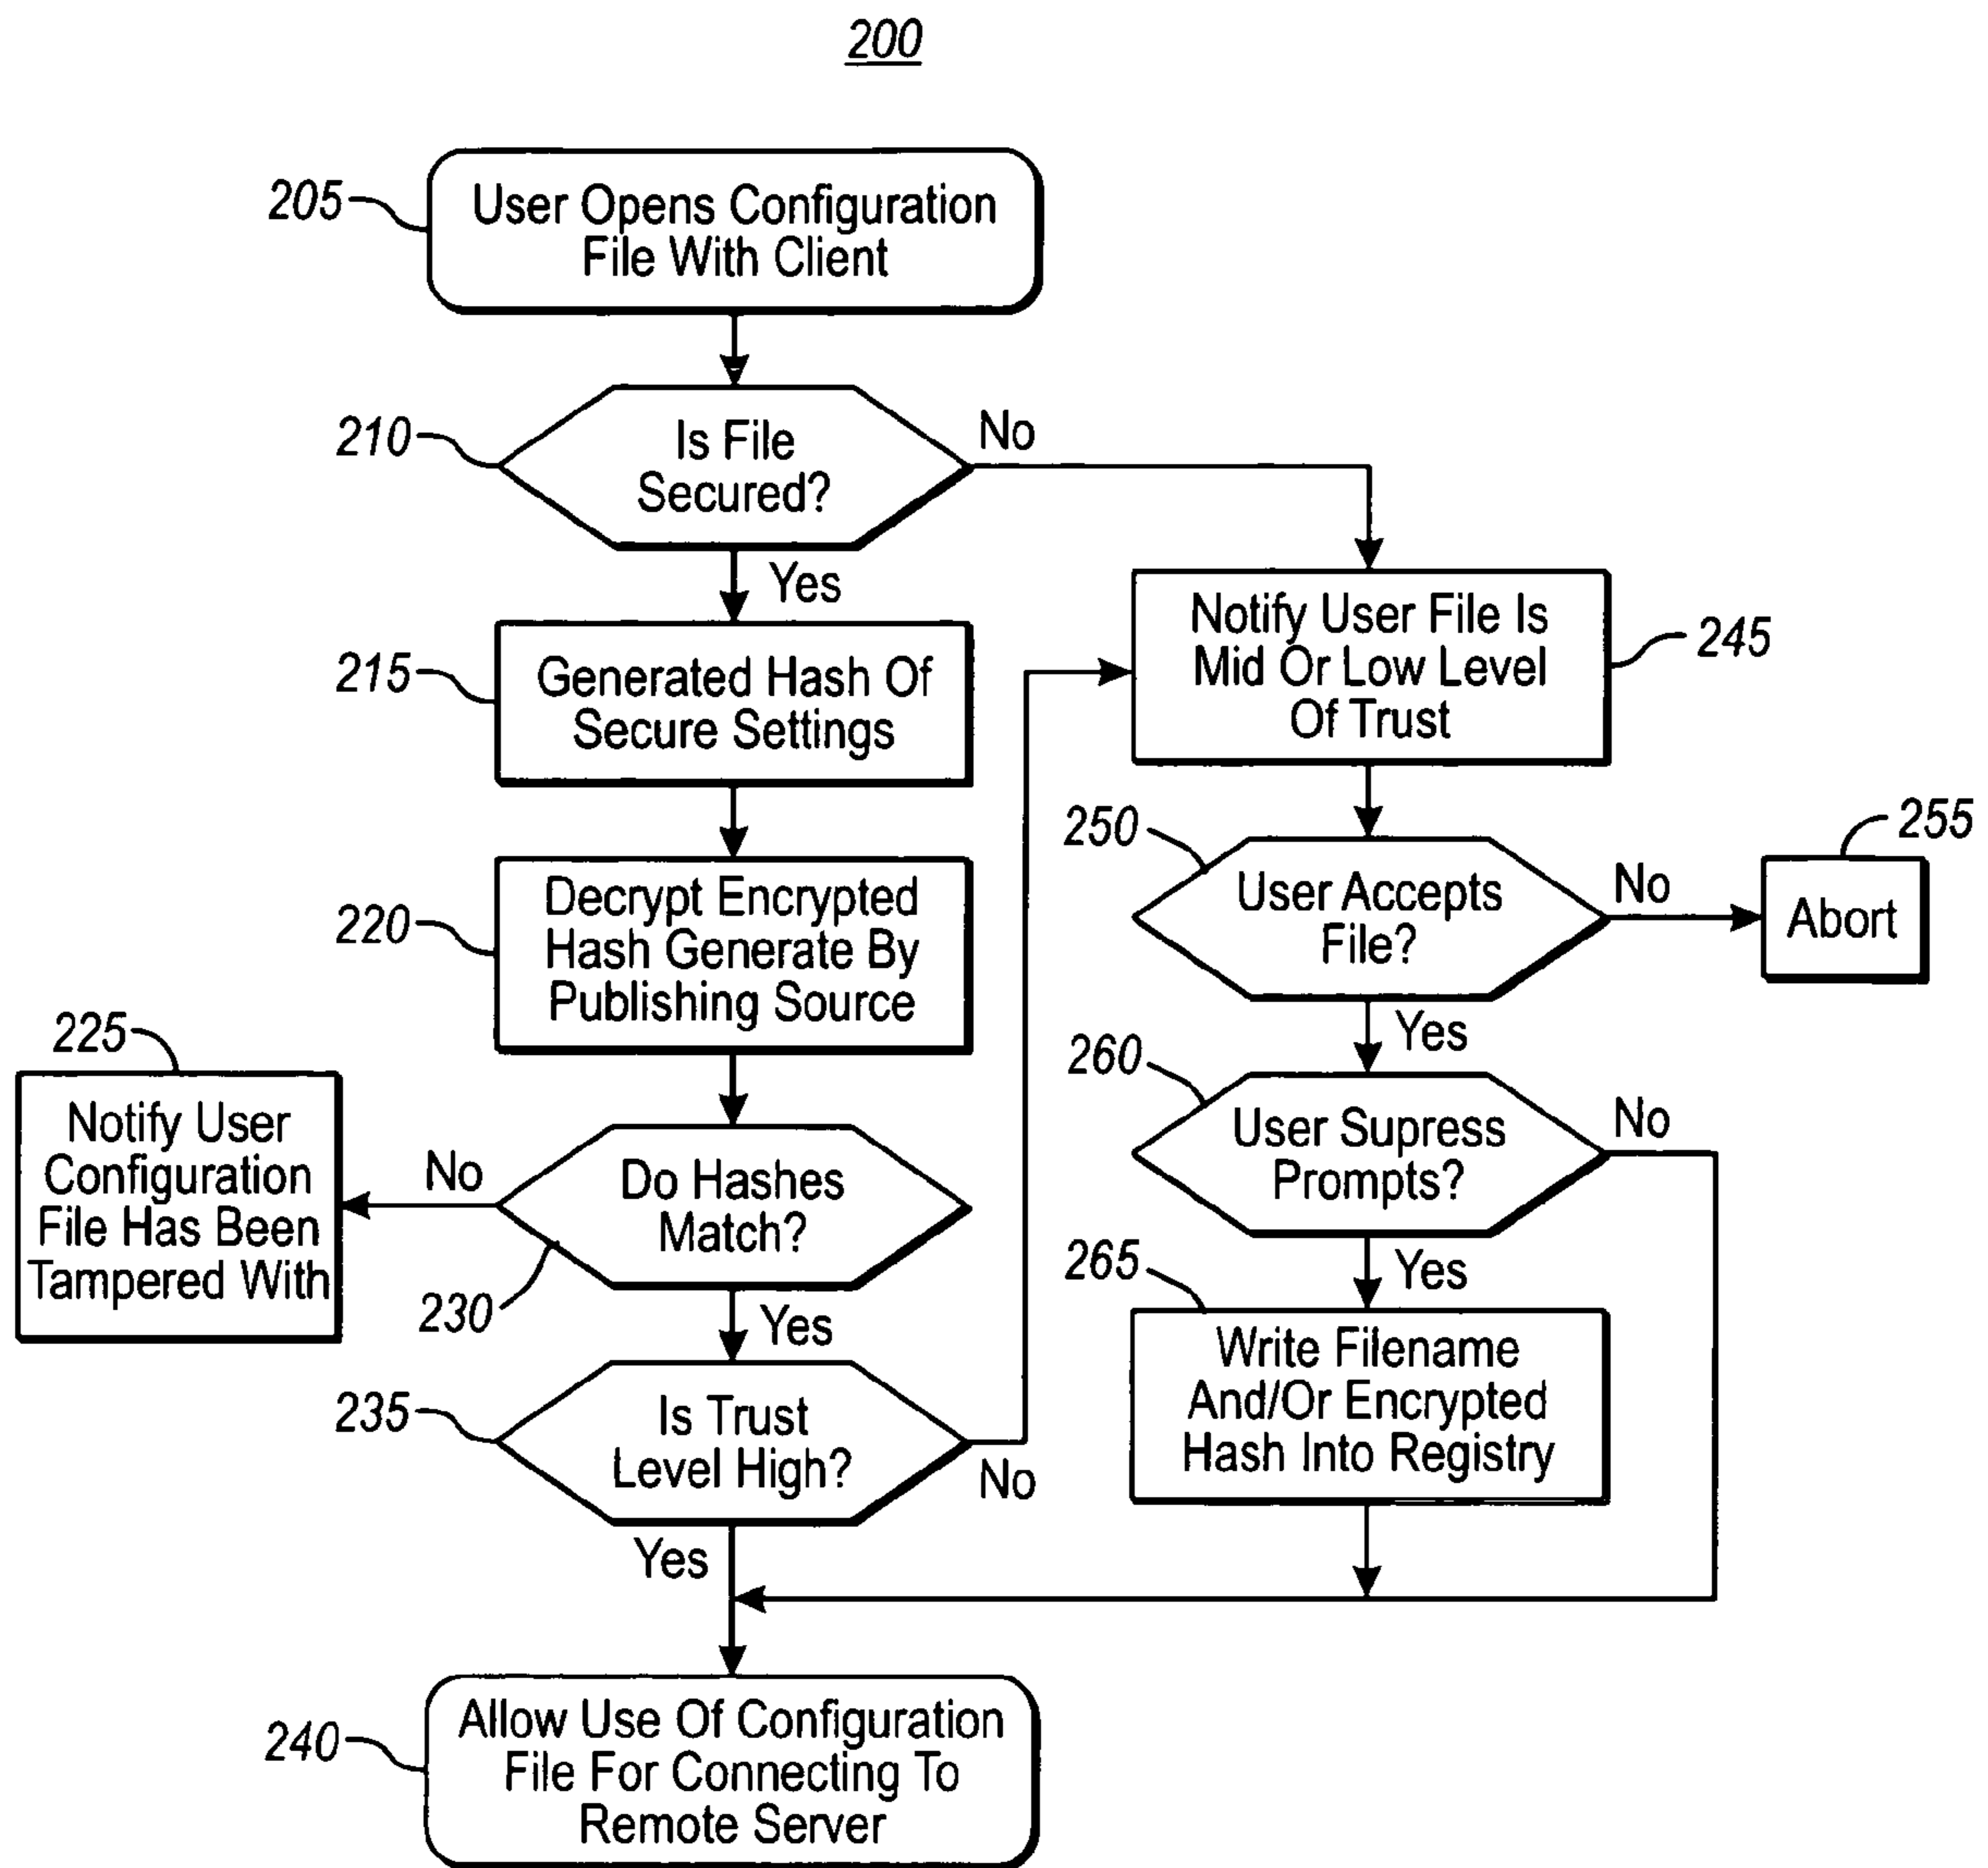 200
205
User Opens Configuration
File With Client
210
Is File
Secured?
No
Yes
215
Generated Hash Of
Secure Settings
Notify User File Is
Mid Or Low Level
Of Trust
245
220
Decrypt Encrypted
Hash Generate By
Publishing Source
250
User Accepts
File?
No
255
Abort
Yes
225
Notify User
Configuration
File Has Been
Tampered With
No
230
Do Hashes
Match?
Yes
260
User Supress
Prompts?
No
Yes
235
Is Trust
Level High?
No
Yes
265
Write Filename
And/Or Encrypted
Hash Into Registry
240
Allow Use Of Configuration
File For Connecting To
Remote Server